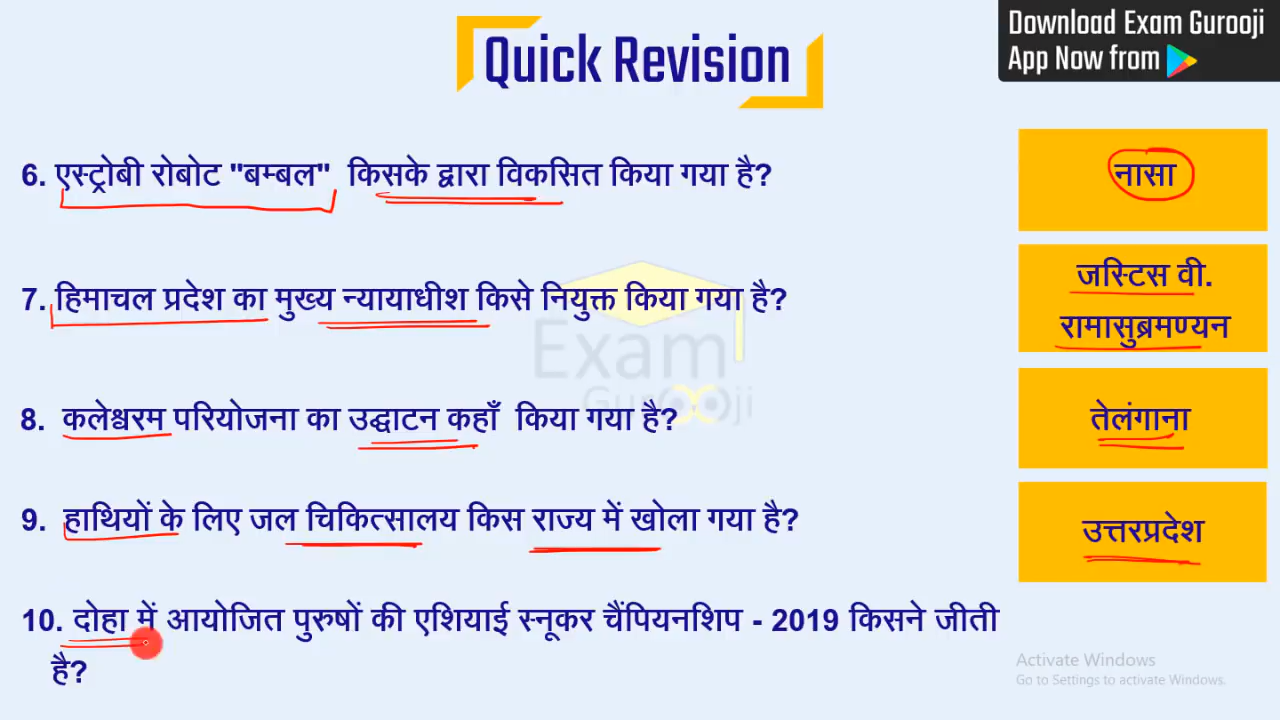 Quick Revision
Download Exam Gurooji
App Now from
6. एस्ट्रोबी रोबोट "बम्बल" किसके द्वारा विकसित किया गया है?
नासा
7. हिमाचल प्रदेश का मुख्य न्यायाधीश किसे नियुक्त किया गया है?
जस्टिस वी.
रामासुब्रमण्यन
8. कलेश्वरम परियोजना का उद्घाटन कहाँ किया गया है?
तेलंगाना
9. हाथियों के लिए जल चिकित्सालय किस राज्य में खोला गया है?
उत्तरप्रदेश
10. दोहा में आयोजित पुरुषों की एशियाई स्नूकर चैंपियनशिप - 2019 किसने जीती
है?
Exam
Gurooji
Activate Windows
Go to Settings to activate Windows.